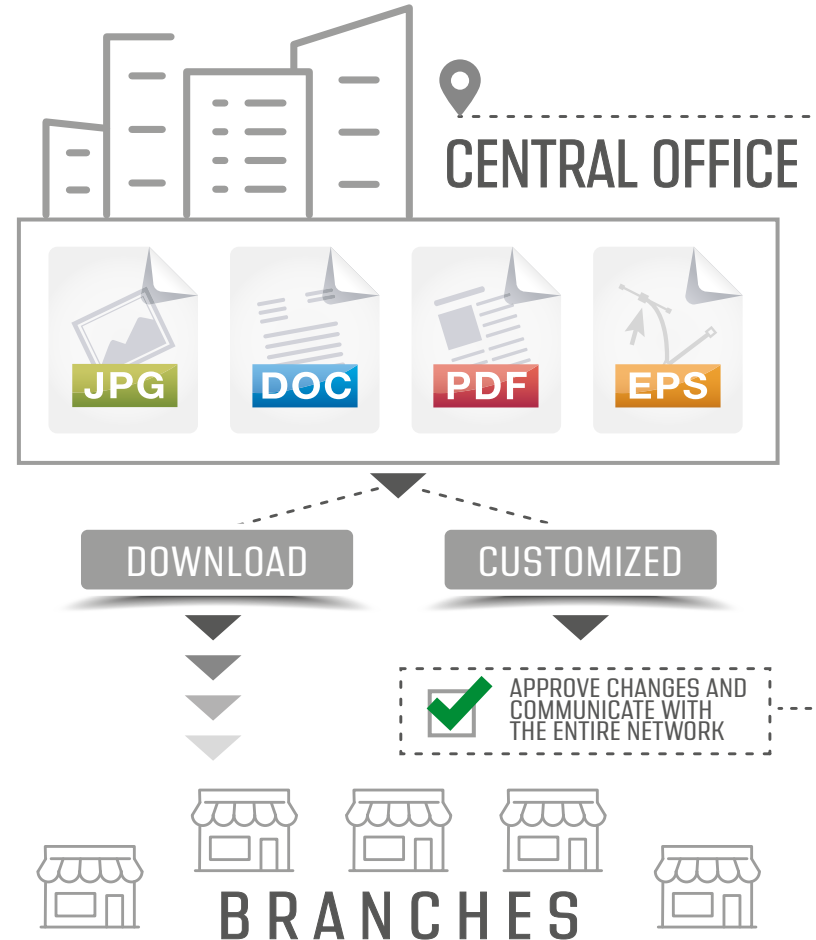 CENTRAL OFFICE
JPG
DOC
PDF
EPS
DOWNLOAD
CUSTOMIZED
APPROVE CHANGES AND
COMMUNICATE WITH
THE ENTIRE NETWORK
BRANCHES